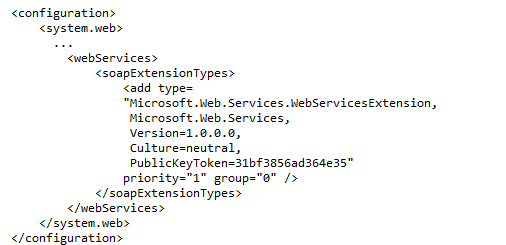 <configuration>
    <system.web>
      ...
        <webServices>
            <soapExtensionTypes>
                <add type=
                "Microsoft.Web.Services.WebServicesExtension,
                 Microsoft.Web.Services,
                 Version=1.0.0.0,
                 Culture=neutral,
                 PublicKeyToken=31bf3856ad364e35"
                priority="1" group="0" />
            </soapExtensionTypes>
        </webServices>
    </system.web>
</configuration>